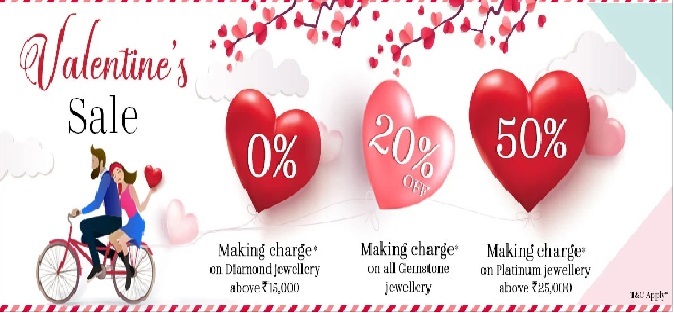 Valentine's
Sale
0%
Making charge*
on Diamond jewellery
above ₹15,000
20%
OFF
Making charge*
on all Gemstone
jewellery
50%
Making charge*
on Platinum jewellery
above ₹25,000
T&C Apply*